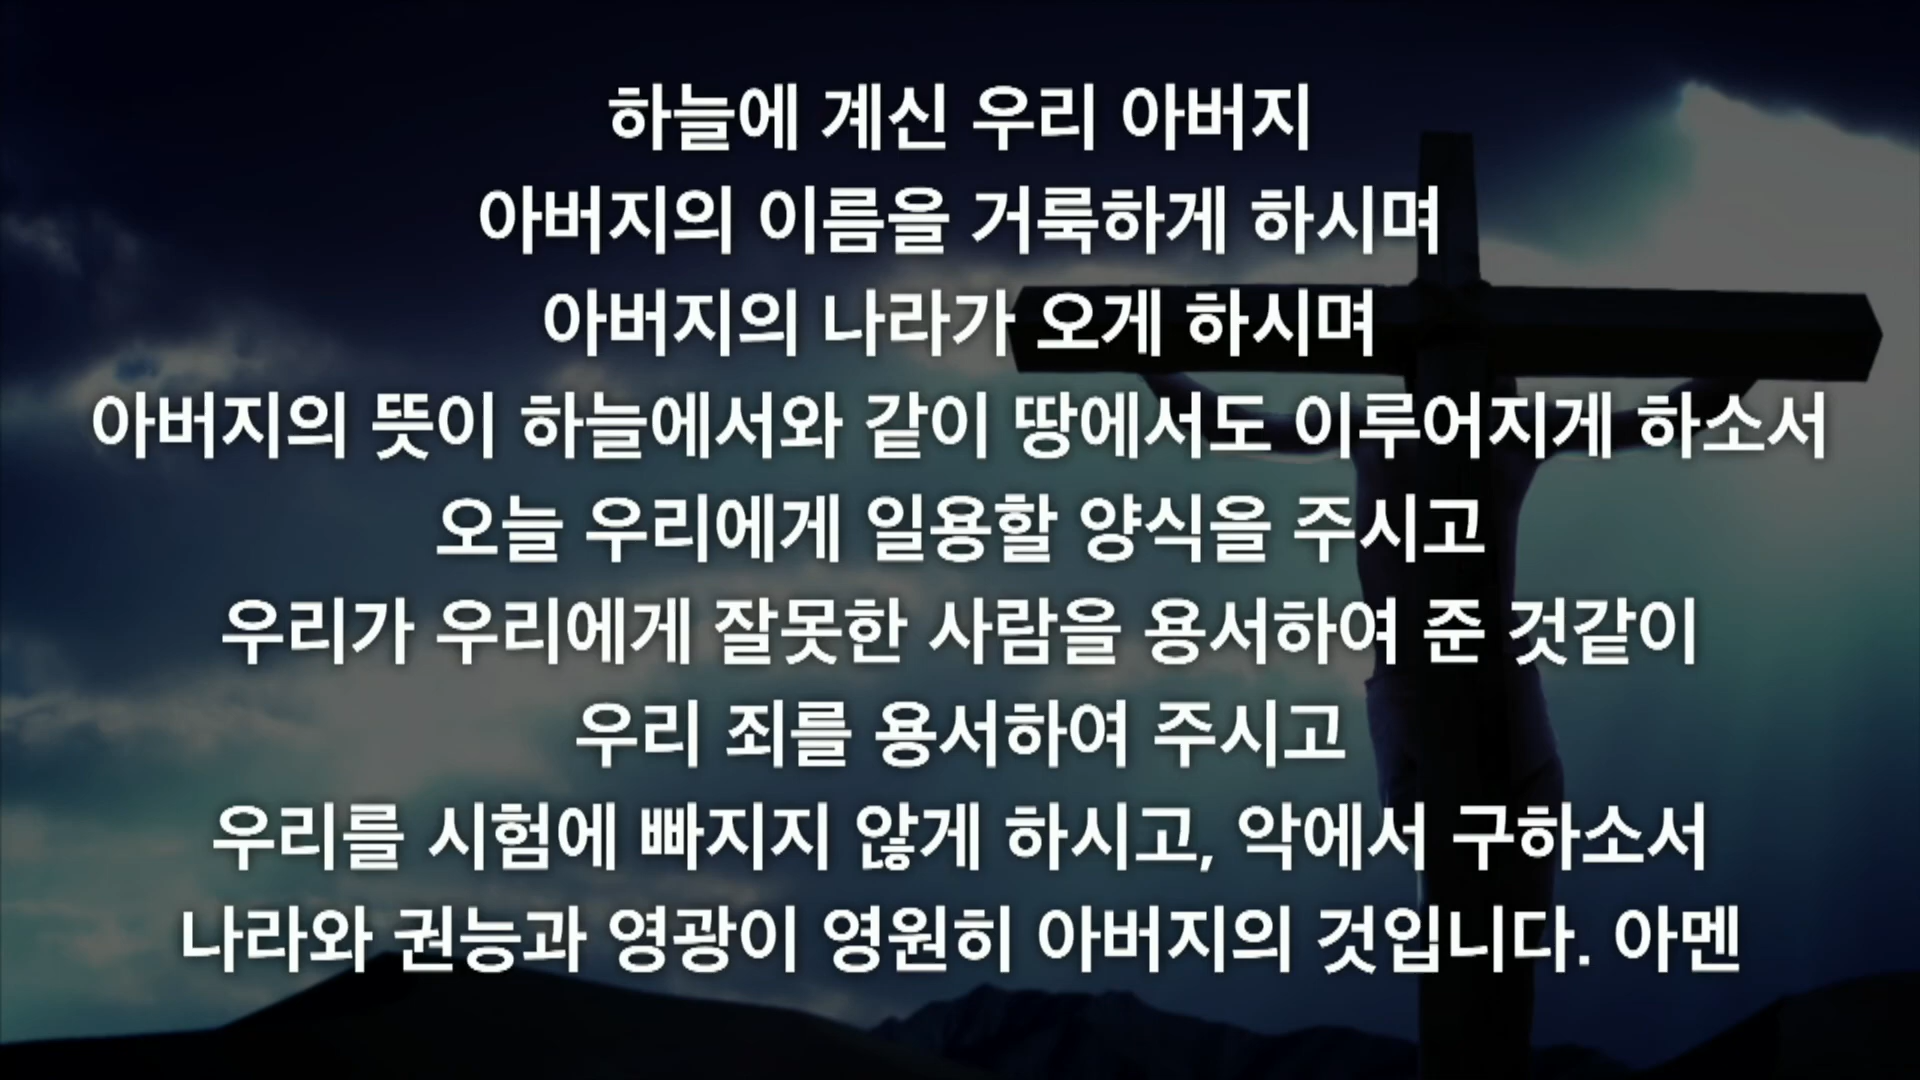 하늘에 계신 우리 아버지
아버지의 이름을 거룩하게 하시며
아버지의 나라가 오게 하시며
아버지의 뜻이 하늘에서와 같이 땅에서도 이루어지게 하소서
오늘 우리에게 일용할 양식을 주시고
우리가 우리에게 잘못한 사람을 용서하여 준 것같이
우리 죄를 용서하여 주시고
우리를 시험에 빠지지 않게 하시고, 악에서 구하소서
나라와 권능과 영광이 영원히 아버지의 것입니다. 아멘